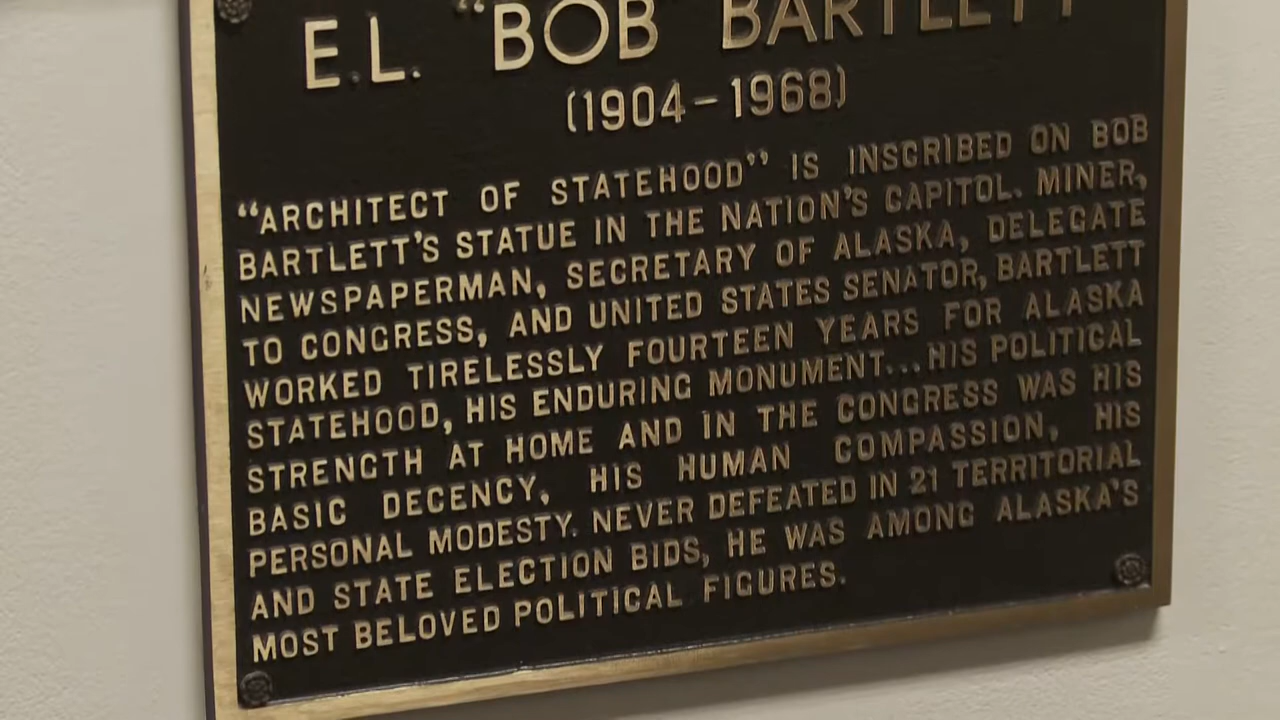 E.L. "BOB" BARTLETT
(1904–1968)
"ARCHITECT OF STATEHOOD" IS INSCRIBED ON BOB
BARTLETT'S STATUE IN THE NATION'S CAPITOL. MINER,
NEWSPAPERMAN, SECRETARY OF ALASKA, DELEGATE
TO CONGRESS, AND UNITED STATES SENATOR, BARTLETT
WORKED TIRELESSLY FOURTEEN YEARS FOR ALASKA
STATEHOOD, HIS ENDURING MONUMENT...HIS POLITICAL
STRENGTH AT HOME AND IN THE CONGRESS WAS HIS
BASIC DECENCY, HIS HUMAN COMPASSION, HIS
PERSONAL MODESTY. NEVER DEFEATED IN 21 TERRITORIAL
AND STATE ELECTION BIDS, HE WAS AMONG ALASKA'S
MOST BELOVED POLITICAL FIGURES.